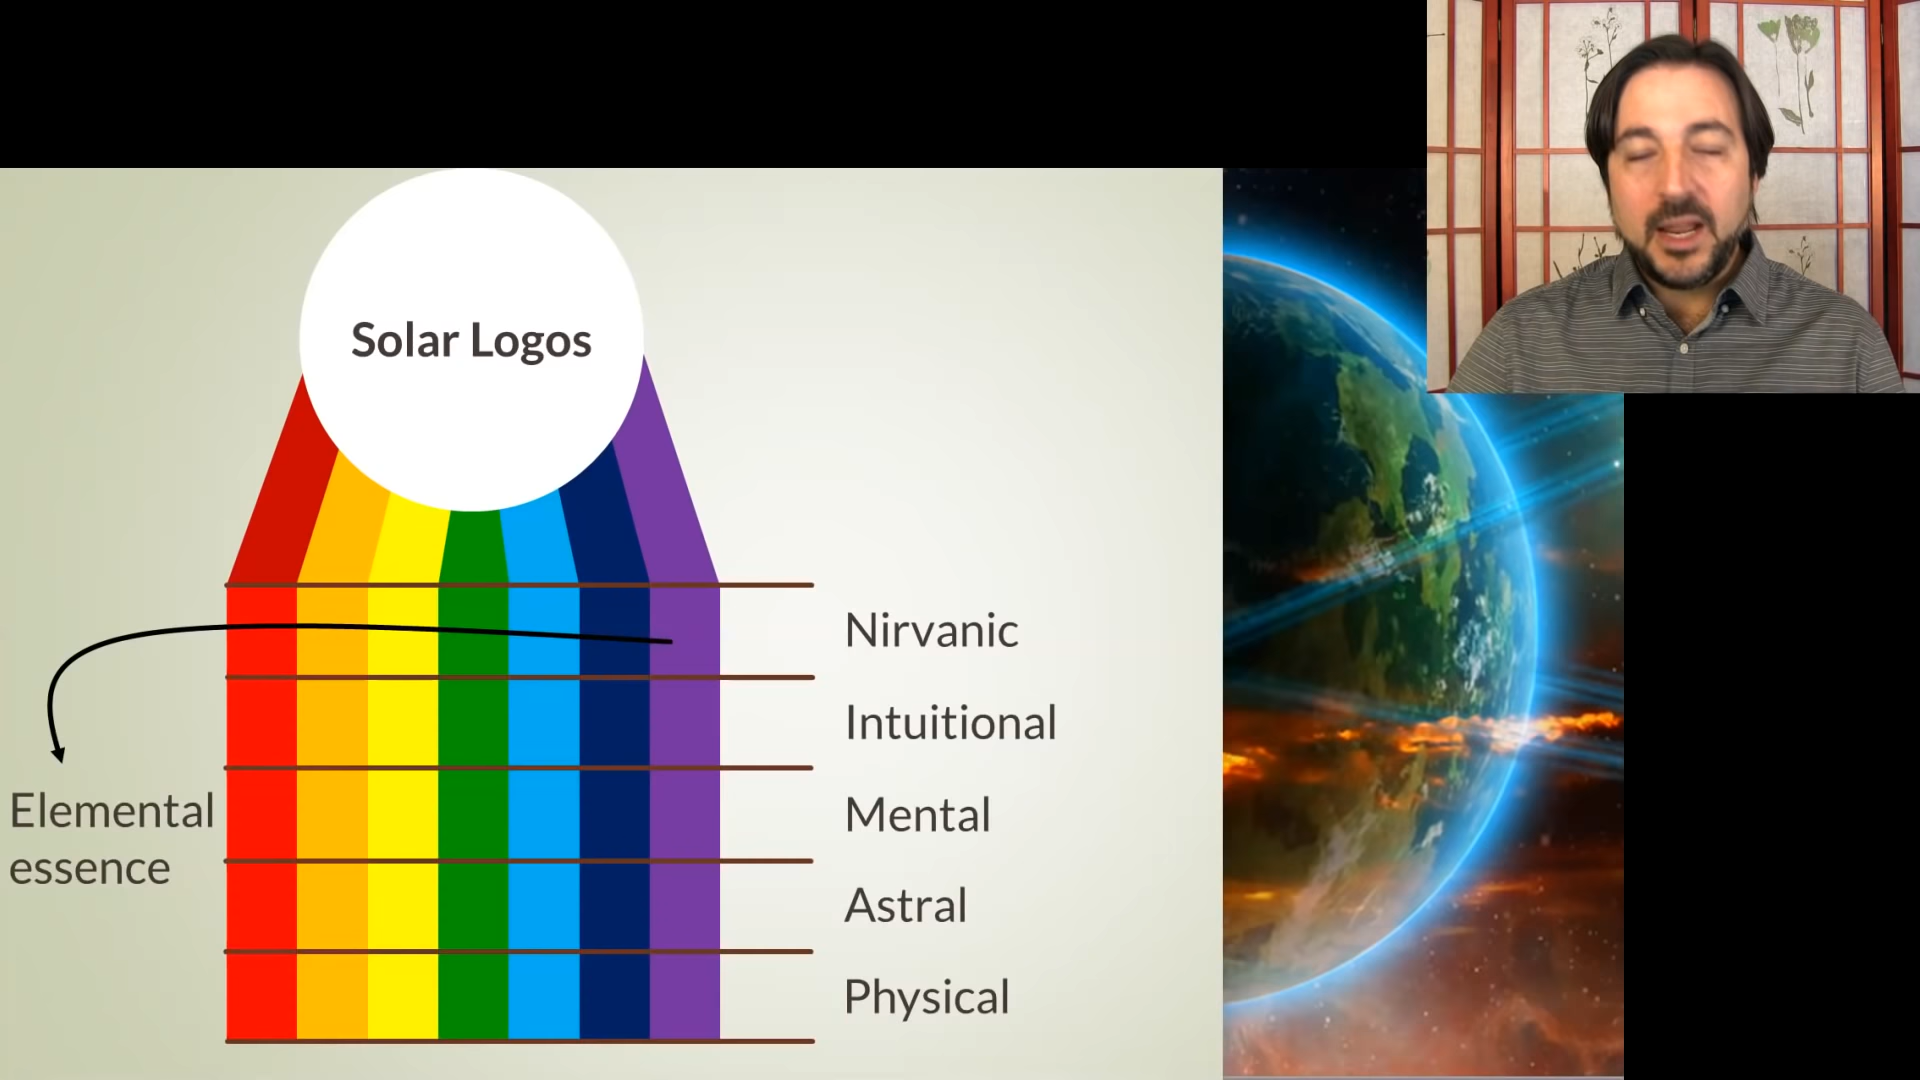 Solar Logos
Nirvanic
Intuitional
Mental
Astral
Physical
Elemental
essence